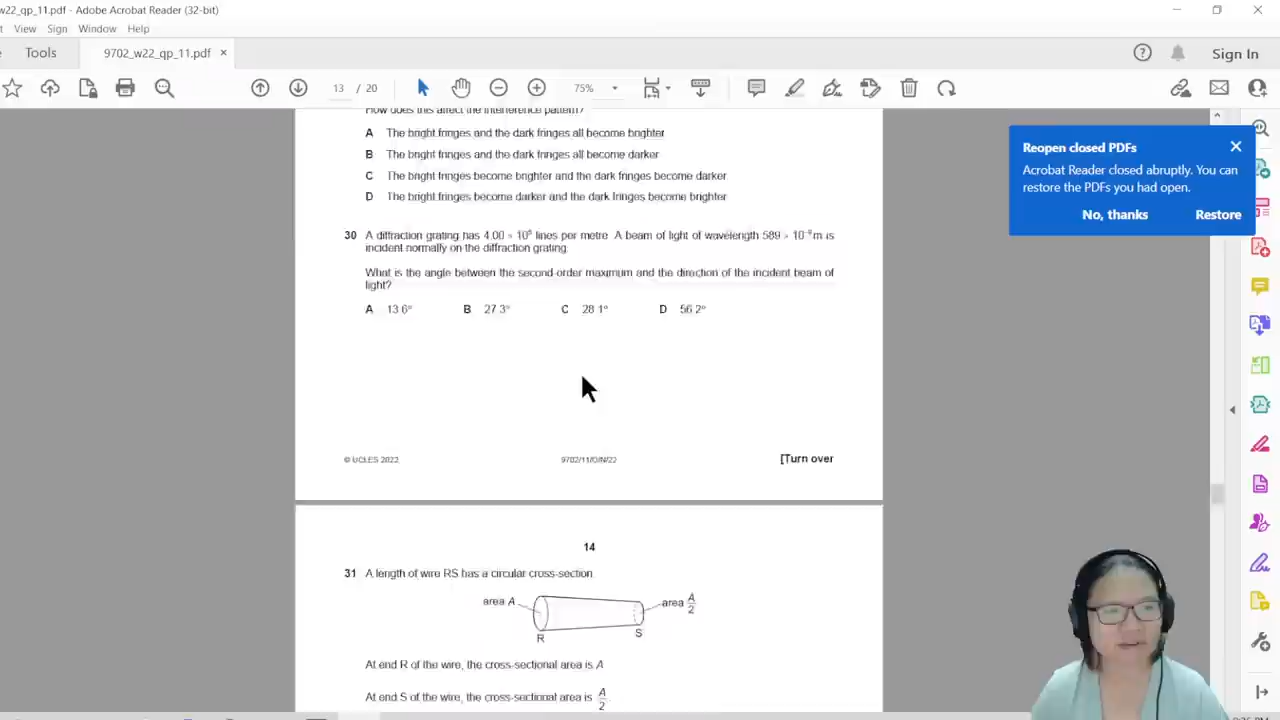 w22_qp_11.pdf - Adobe Acrobat Reader (32-bit)
View Sign Window Help
Tools 9702_w22_qp_11.pdf × Sign In
13 / 20 75%
How does this affect the interference pattern?
A The bright fringes and the dark fringes all become brighter
B The bright fringes and the dark fringes all become darker
C The bright fringes become brighter and the dark fringes become darker
D The bright fringes become darker and the dark fringes become brighter
Reopen closed PDFs
Acrobat Reader closed abruptly. You can
restore the PDFs you had open.
No, thanks Restore
30 A diffraction grating has 4.00 × 10⁵ lines per metre A beam of light of wavelength 589 × 10⁻⁹ m is
incident normally on the diffraction grating.
What is the angle between the second-order maximum and the direction of the incident beam of
light?
A 13.6° B 27.3° C 28.1° D 56.2°
© UCLES 2022 9702/11/O/N/22 [Turn over
14
31 A length of wire RS has a circular cross-section
area A
area A/2
R S
At end R of the wire, the cross-sectional area is A
At end S of the wire, the cross-sectional area is A/2